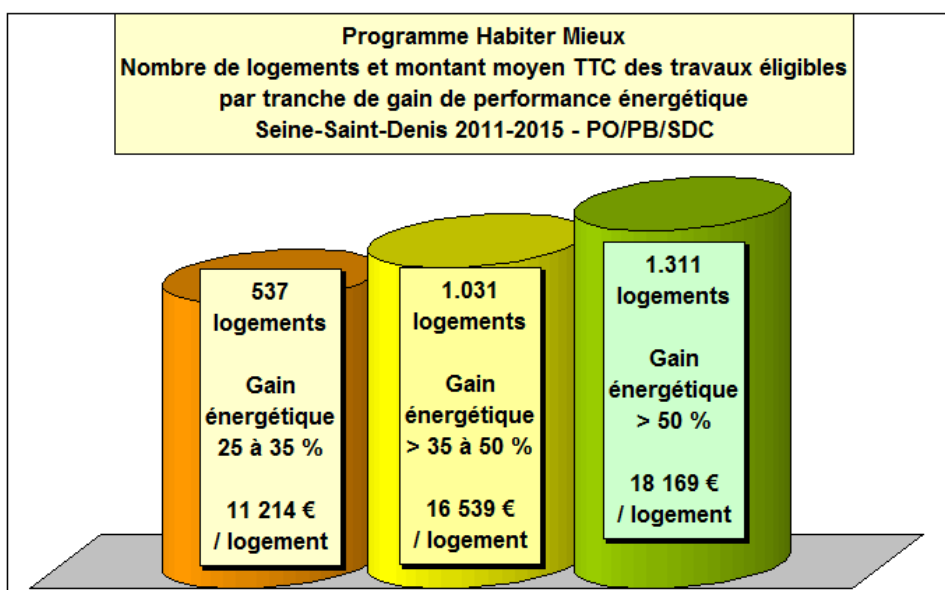 Programme Habiter Mieux
Nombre de logements et montant moyen TTC des travaux éligibles
par tranche de gain de performance énergétique
Seine-Saint-Denis 2011-2015 - PO/PB/SDC
537
logements
Gain
énergétique
25 à 35 %
11 214 €
/ logement
1.031
logements
Gain
énergétique
> 35 à 50 %
16 539 €
/ logement
1.311
logements
Gain
énergétique
> 50 %
18 169 €
/ logement